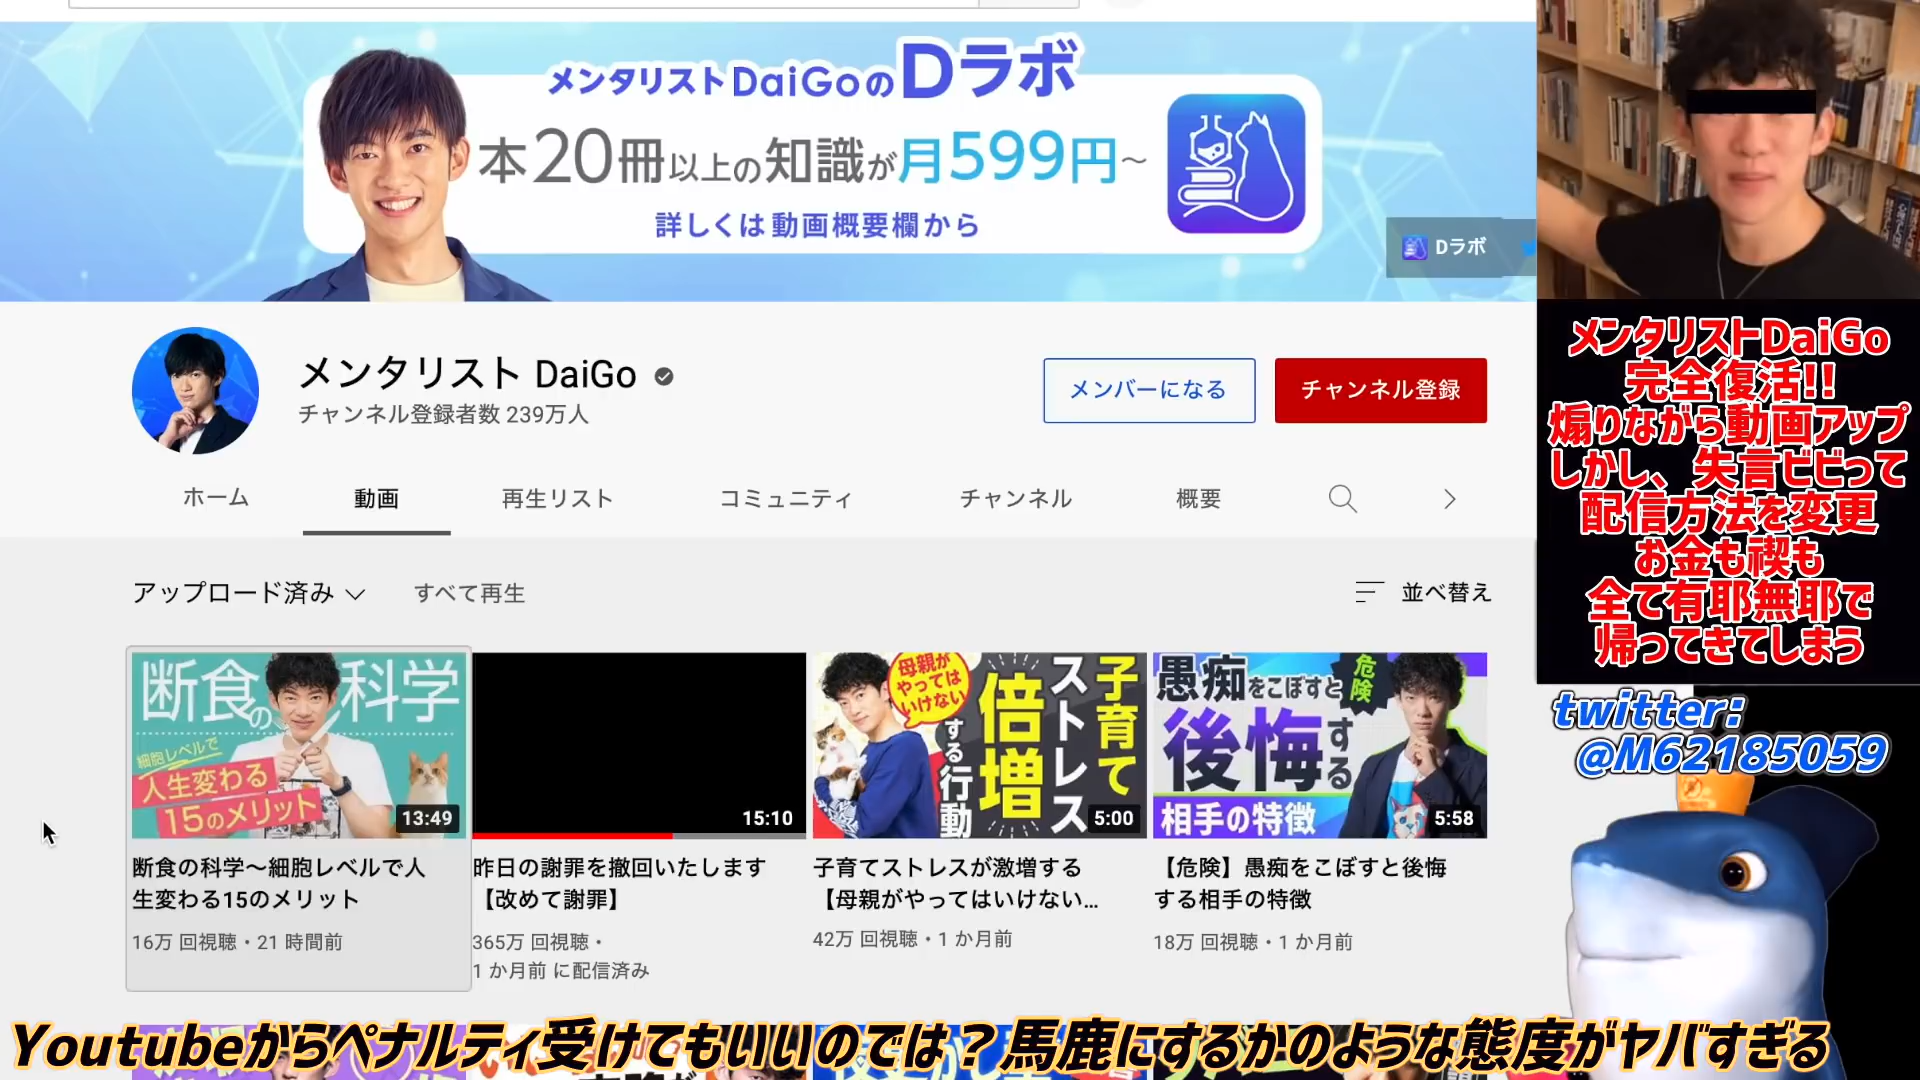 メンタリストDaiGoのDラボ
本20冊以上の知識が月599円～
詳しくは動画概要欄から
Dラボ
メンタリスト DaiGo
チャンネル登録者数 239万人
メンバーになる
チャンネル登録
ホーム
動画
再生リスト
コミュニティ
チャンネル
概要
アップロード済み
すべて再生
並べ替え
断食の科学
細胞レベルで
人生変わる
15のメリット
13:49
断食の科学～細胞レベルで人
生変わる15のメリット
16万 回視聴・21 時間前
15:10
昨日の謝罪を撤回いたします
【改めて謝罪】
365万 回視聴・
1 か月前 に配信済み
母親が
やっては
いけない
子育て
ストレス
倍増
する行動
5:00
子育てストレスが激増する
【母親がやってはいけない...
42万 回視聴・1 か月前
愚痴をこぼすと
危険
後悔する
相手の特徴
5:58
【危険】愚痴をこぼすと後悔
する相手の特徴
18万 回視聴・1 か月前
メンタリストDaiGo
完全復活!!
煽りながら動画アップ
しかし、失言ビビって
配信方法を変更
お金も禊も
全て有耶無耶で
帰ってきてしまう
twitter:
@M62185059
Youtubeからペナルティ受けてもいいのでは？馬鹿にするかのような態度がヤバすぎる